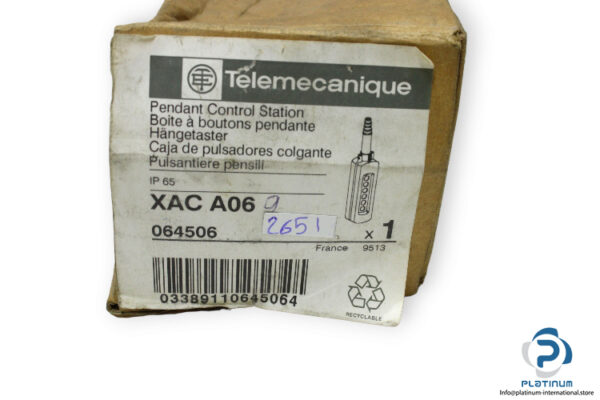 Telemecanique
Pendant Control Station
Boite à boutons pendante
Hängetaster
Caja de pulsadores colgante
Pulsantiere pensili
IP 65
XAC A06 9
2651
064506
x 1
France 9513
03389110645064
RECYCLABLE
PLATINUM
Info@platinum-international.store